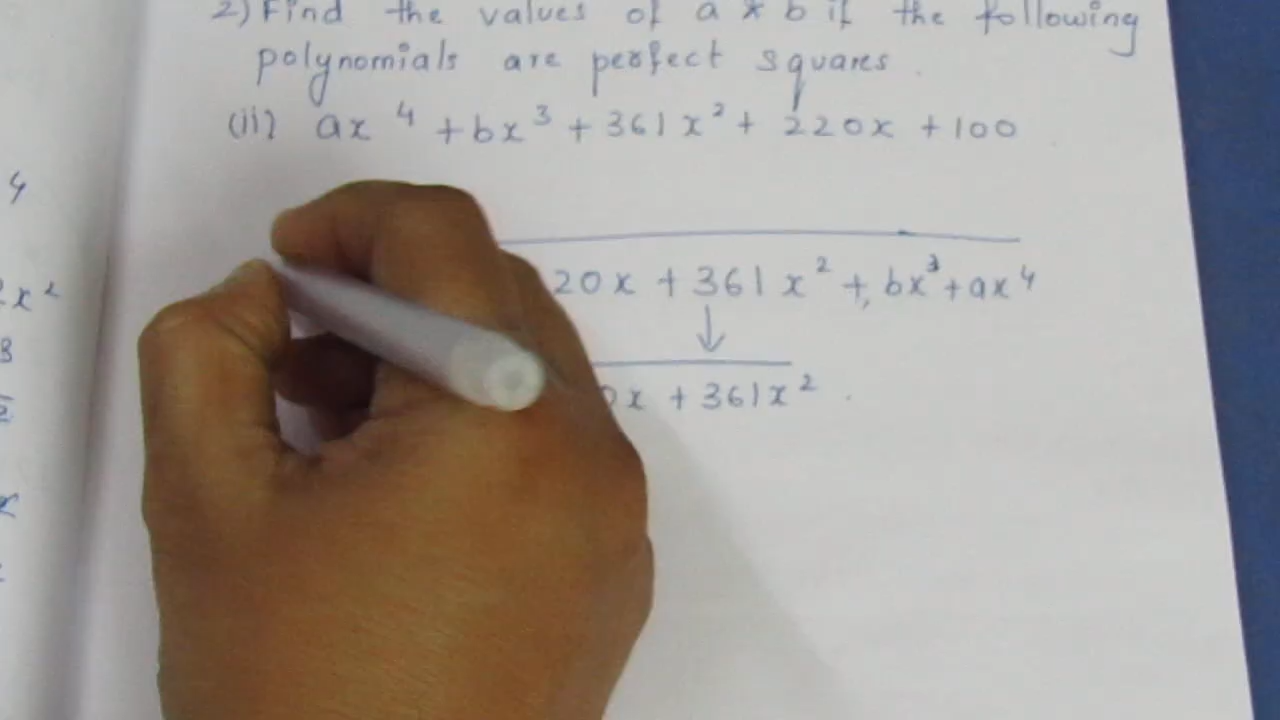 2) Find the values of a & b if the following
polynomials are perfect squares.
(ii) ax⁴ + bx³ + 361x² + 220x + 100
20x + 361x² + bx³ + ax⁴
0x + 361x²